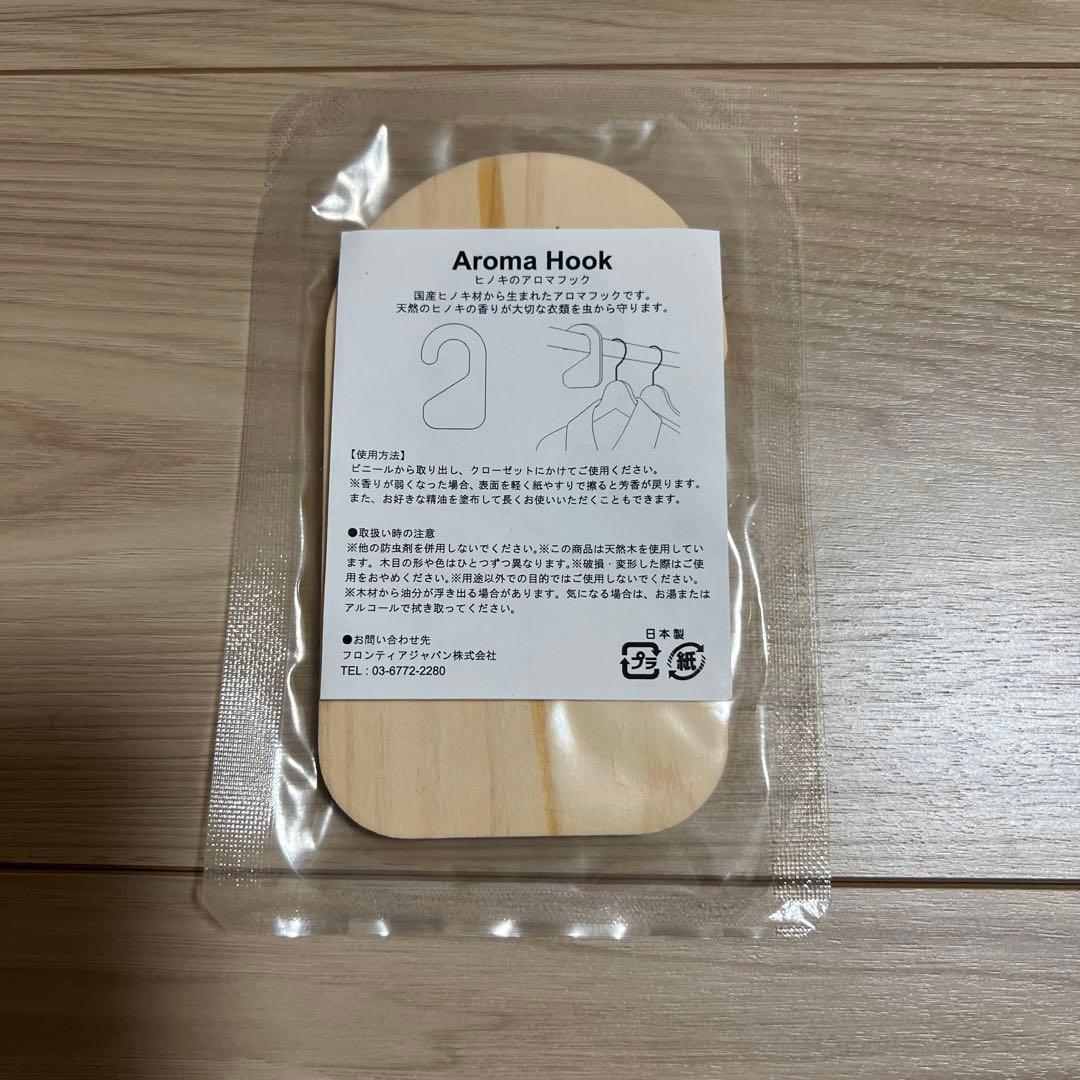 Aroma Hook
ヒノキのアロマフック
国産ヒノキ材から生まれたアロマフックです。
天然のヒノキの香りが大切な衣類を虫から守ります。
【使用方法】
ビニールから取り出し、クローゼットにかけてご使用ください。
※香りが弱くなった場合、表面を軽く紙やすりで擦ると芳香が戻ります。
また、お好きな精油を塗布して長くお使いいただくこともできます。
●取扱い時の注意
※他の防虫剤を併用しないでください。※この商品は天然木を使用してい
ます。木目の形や色はひとつずつ異なります。※破損・変形した際はご使
用をおやめください。※用途以外での目的ではご使用しないでください。
※木材から油分が浮き出る場合があります。気になる場合は、お湯または
アルコールで拭き取ってください。
●お問い合わせ先
フロンティアジャパン株式会社
TEL : 03-6772-2280
日本製
プラ 紙